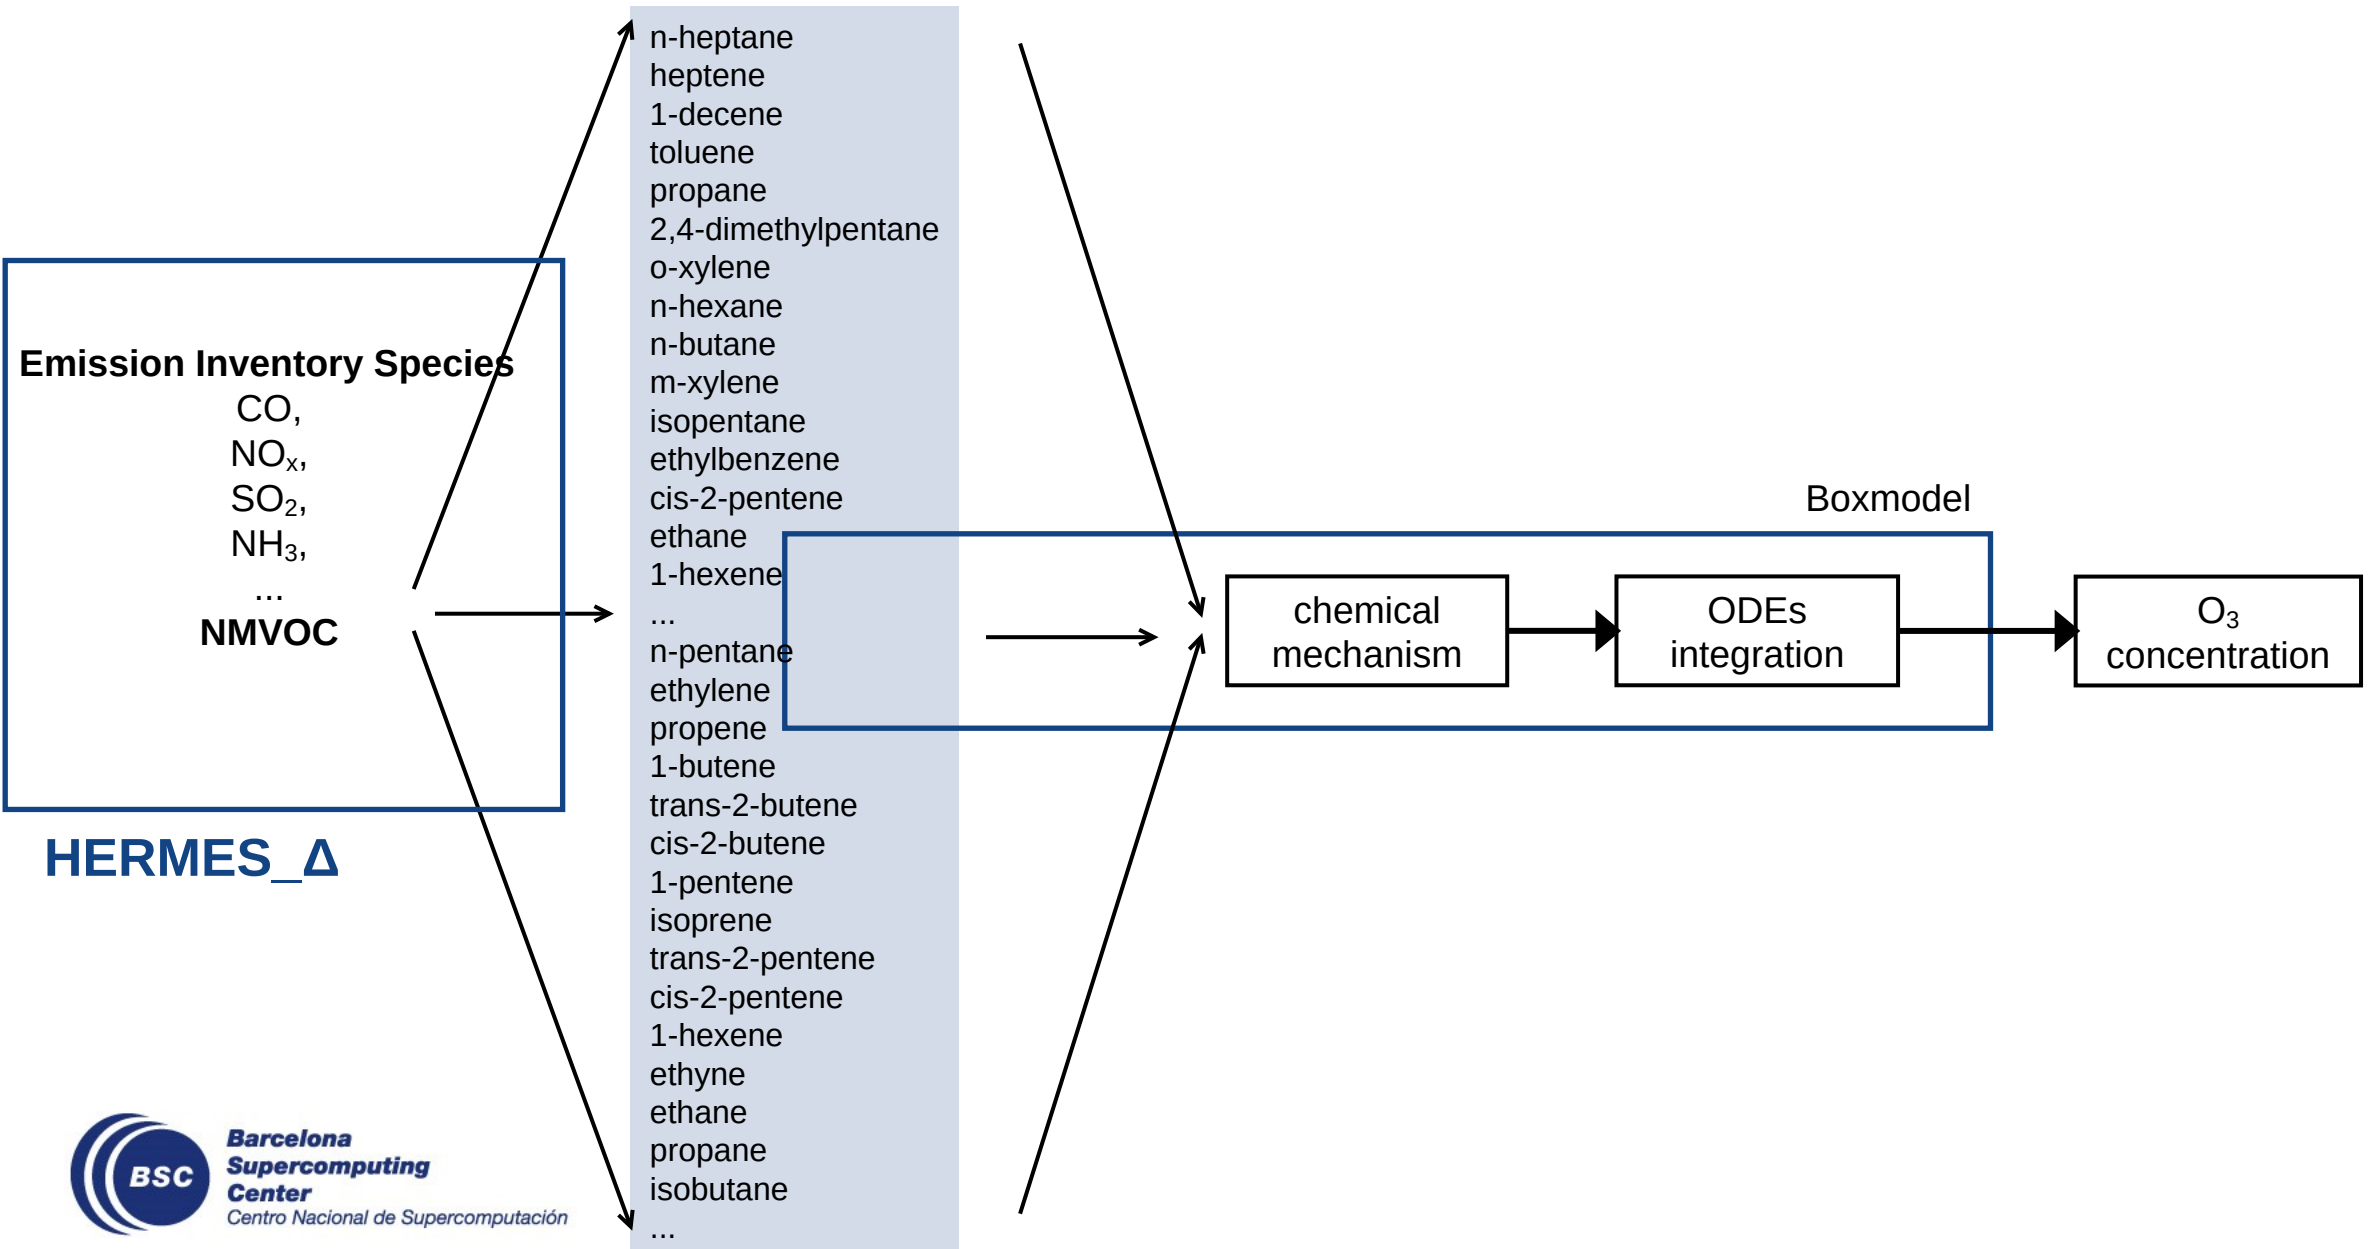 Emission Inventory Species
CO,
NOₓ,
SO₂,
NH₃,
...
NMVOC
HERMES_Δ
n-heptane
heptene
1-decene
toluene
propane
2,4-dimethylpentane
o-xylene
n-hexane
n-butane
m-xylene
isopentane
ethylbenzene
cis-2-pentene
ethane
1-hexene
...
n-pentane
ethylene
propene
1-butene
trans-2-butene
cis-2-butene
1-pentene
isoprene
trans-2-pentene
cis-2-pentene
1-hexene
ethyne
ethane
propane
isobutane
...
Boxmodel
chemical
mechanism
ODEs
integration
O₃
concentration
BSC
Barcelona
Supercomputing
Center
Centro Nacional de Supercomputación